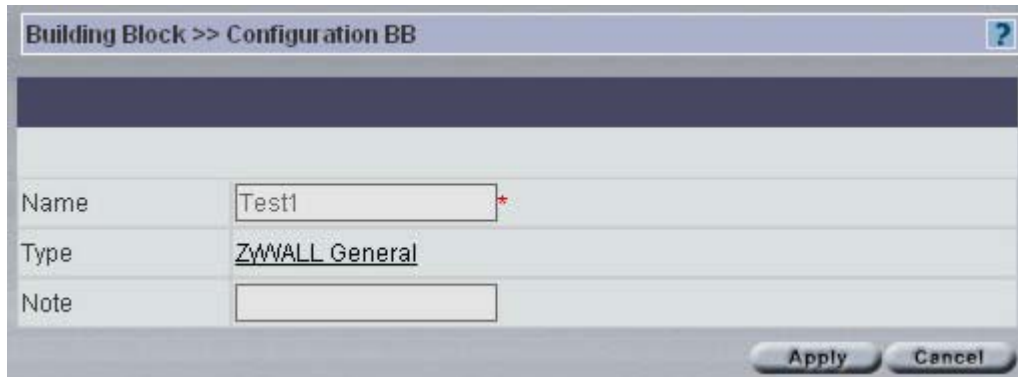 Building Block >> Configuration BB ?
Name Test1 *
Type ZyWALL General
Note
Apply Cancel